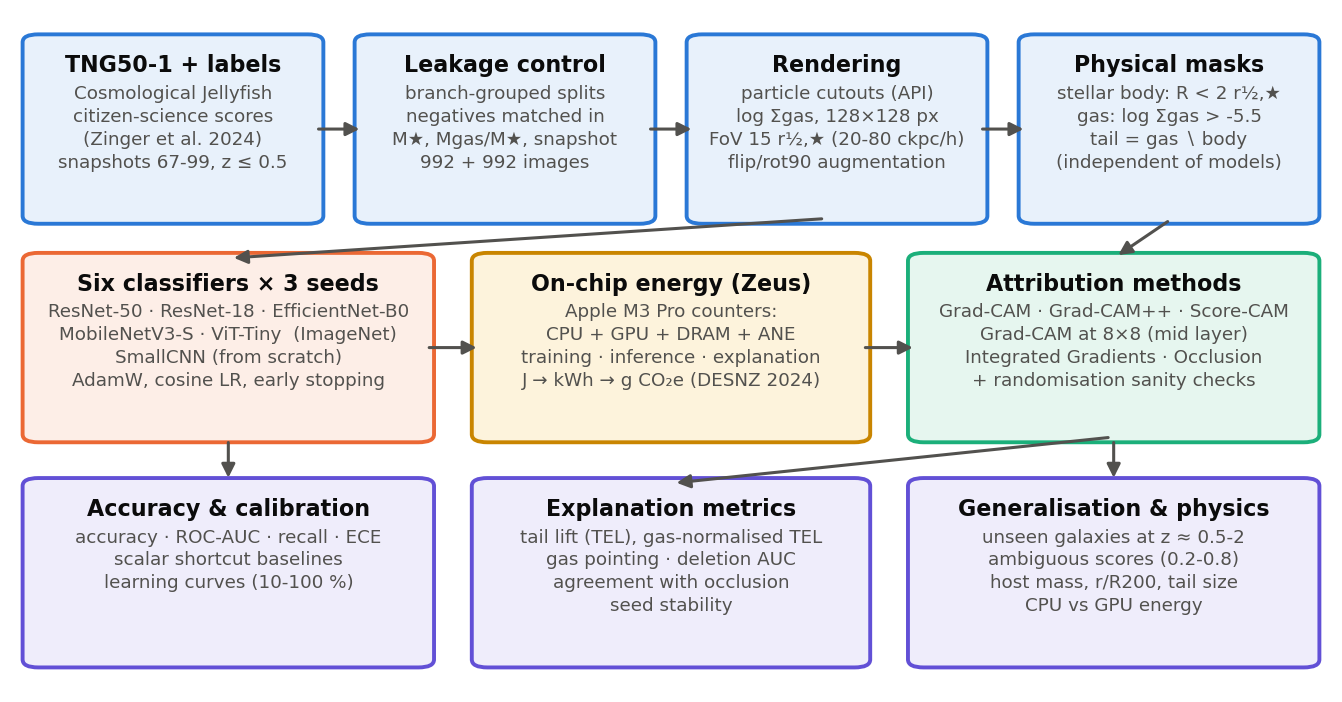 TNG50-1 + labels
Cosmological Jellyfish
citizen-science scores
(Zinger et al. 2024)
snapshots 67-99, z ≤ 0.5
Leakage control
branch-grouped splits
negatives matched in
M★, Mgas/M★, snapshot
992 + 992 images
Rendering
particle cutouts (API)
log Σgas, 128×128 px
FoV 15 r½,★ (20-80 ckpc/h)
flip/rot90 augmentation
Physical masks
stellar body: R < 2 r½,★
gas: log Σgas > -5.5
tail = gas \ body
(independent of models)
Six classifiers × 3 seeds
ResNet-50 · ResNet-18 · EfficientNet-B0
MobileNetV3-S · ViT-Tiny (ImageNet)
SmallCNN (from scratch)
AdamW, cosine LR, early stopping
On-chip energy (Zeus)
Apple M3 Pro counters:
CPU + GPU + DRAM + ANE
training · inference · explanation
J → kWh → g CO₂e (DESNZ 2024)
Attribution methods
Grad-CAM · Grad-CAM++ · Score-CAM
Grad-CAM at 8×8 (mid layer)
Integrated Gradients · Occlusion
+ randomisation sanity checks
Accuracy & calibration
accuracy · ROC-AUC · recall · ECE
scalar shortcut baselines
learning curves (10-100 %)
Explanation metrics
tail lift (TEL), gas-normalised TEL
gas pointing · deletion AUC
agreement with occlusion
seed stability
Generalisation & physics
unseen galaxies at z ≈ 0.5-2
ambiguous scores (0.2-0.8)
host mass, r/R200, tail size
CPU vs GPU energy